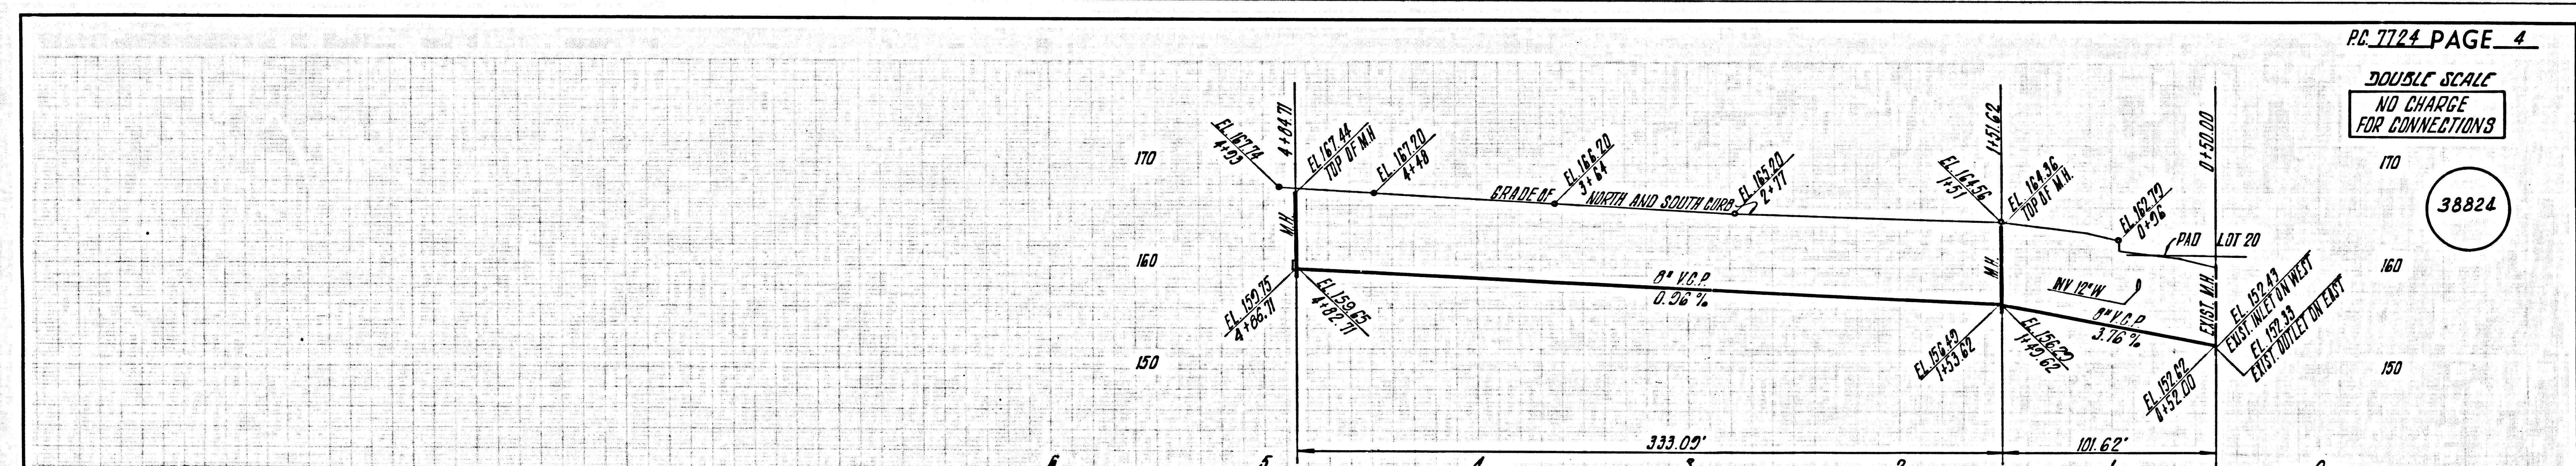 P.C. 7724 PAGE 4
DOUBLE SCALE
NO CHARGE
FOR CONNECTIONS
38824
170
160
150
170
160
150
EL. 167.74
4+93
4+84.71
EL. 167.44
TOP OF M.H.
EL. 167.20
4+48
GRADE OF NORTH AND SOUTH CURB
EL. 166.20
3+64
EL. 165.20
2+77
EL. 164.56
1+51
1+51.62
EL. 164.36
TOP OF M.H.
EL. 162.79
0+96
0+50.00
PAD LOT 20
M.H.
M.H.
EXIST. M.H.
8" V.C.P.
0.96 %
INV 12" W
8" V.C.P.
3.76 %
EL. 159.75
4+86.71
EL. 159.65
4+82.71
EL. 156.49
1+53.62
EL. 156.29
1+49.62
EL. 152.62
0+52.00
EL. 152.43
EXIST. INLET ON WEST
EL. 152.33
EXIST. OUTLET ON EAST
333.09'
101.62'
6
5
4
3
2
1
0